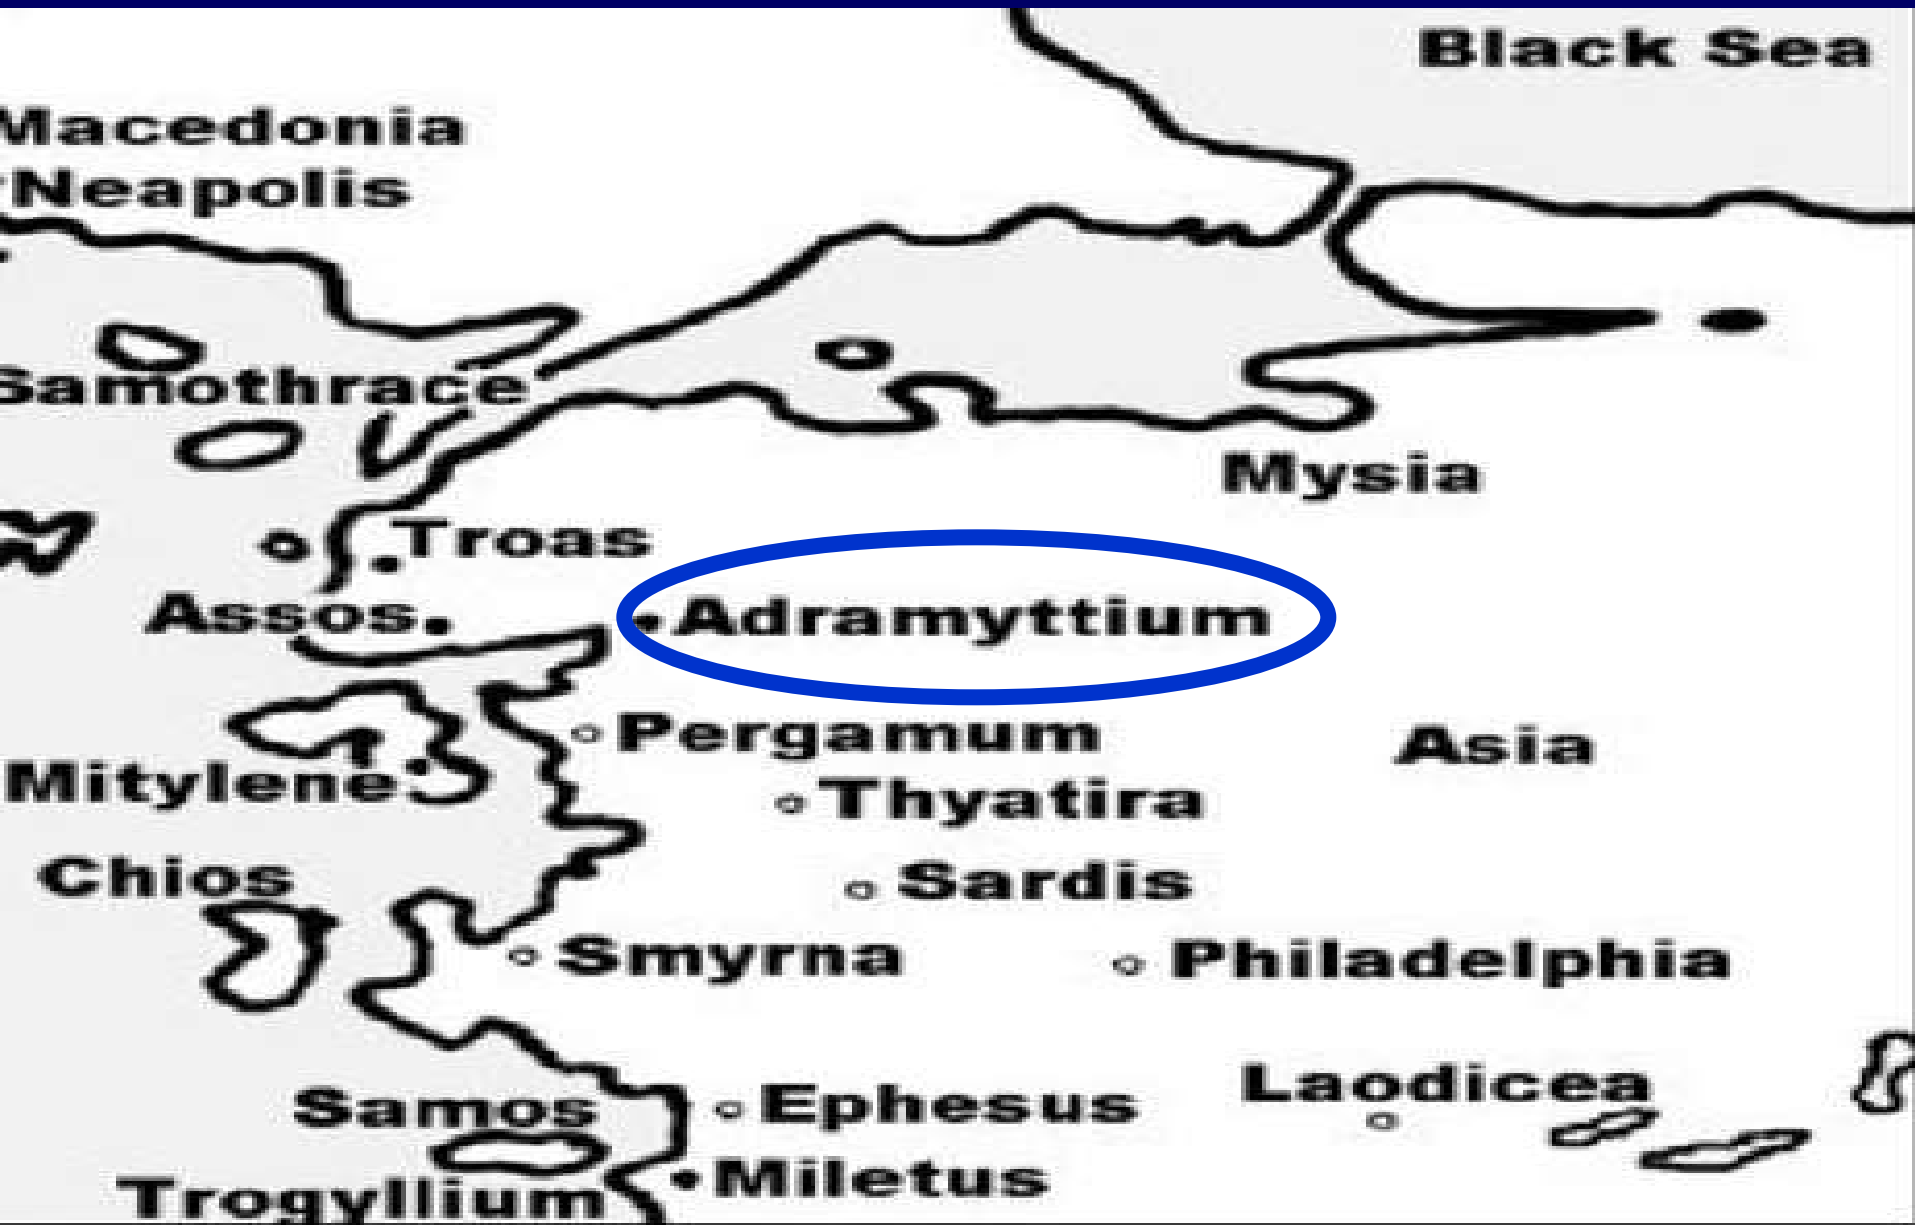 Black Sea
Macedonia
Neapolis
Samothrace
Mysia
Troas
Assos
Adramyttium
Pergamum
Asia
Mitylene
Thyatira
Chios
Sardis
Smyrna
Philadelphia
Laodicea
Samos
Ephesus
Miletus
Trogyllium